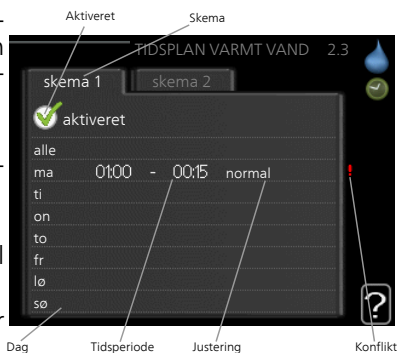 Aktiveret
Skema
TIDSPLAN VARMT VAND 2.3
skema 1
skema 2
aktiveret
alle
ma 01:00 - 00:15 normal !
ti
on
to
fr
lø
sø
?
Dag
Tidsperiode
Justering
Konflikt